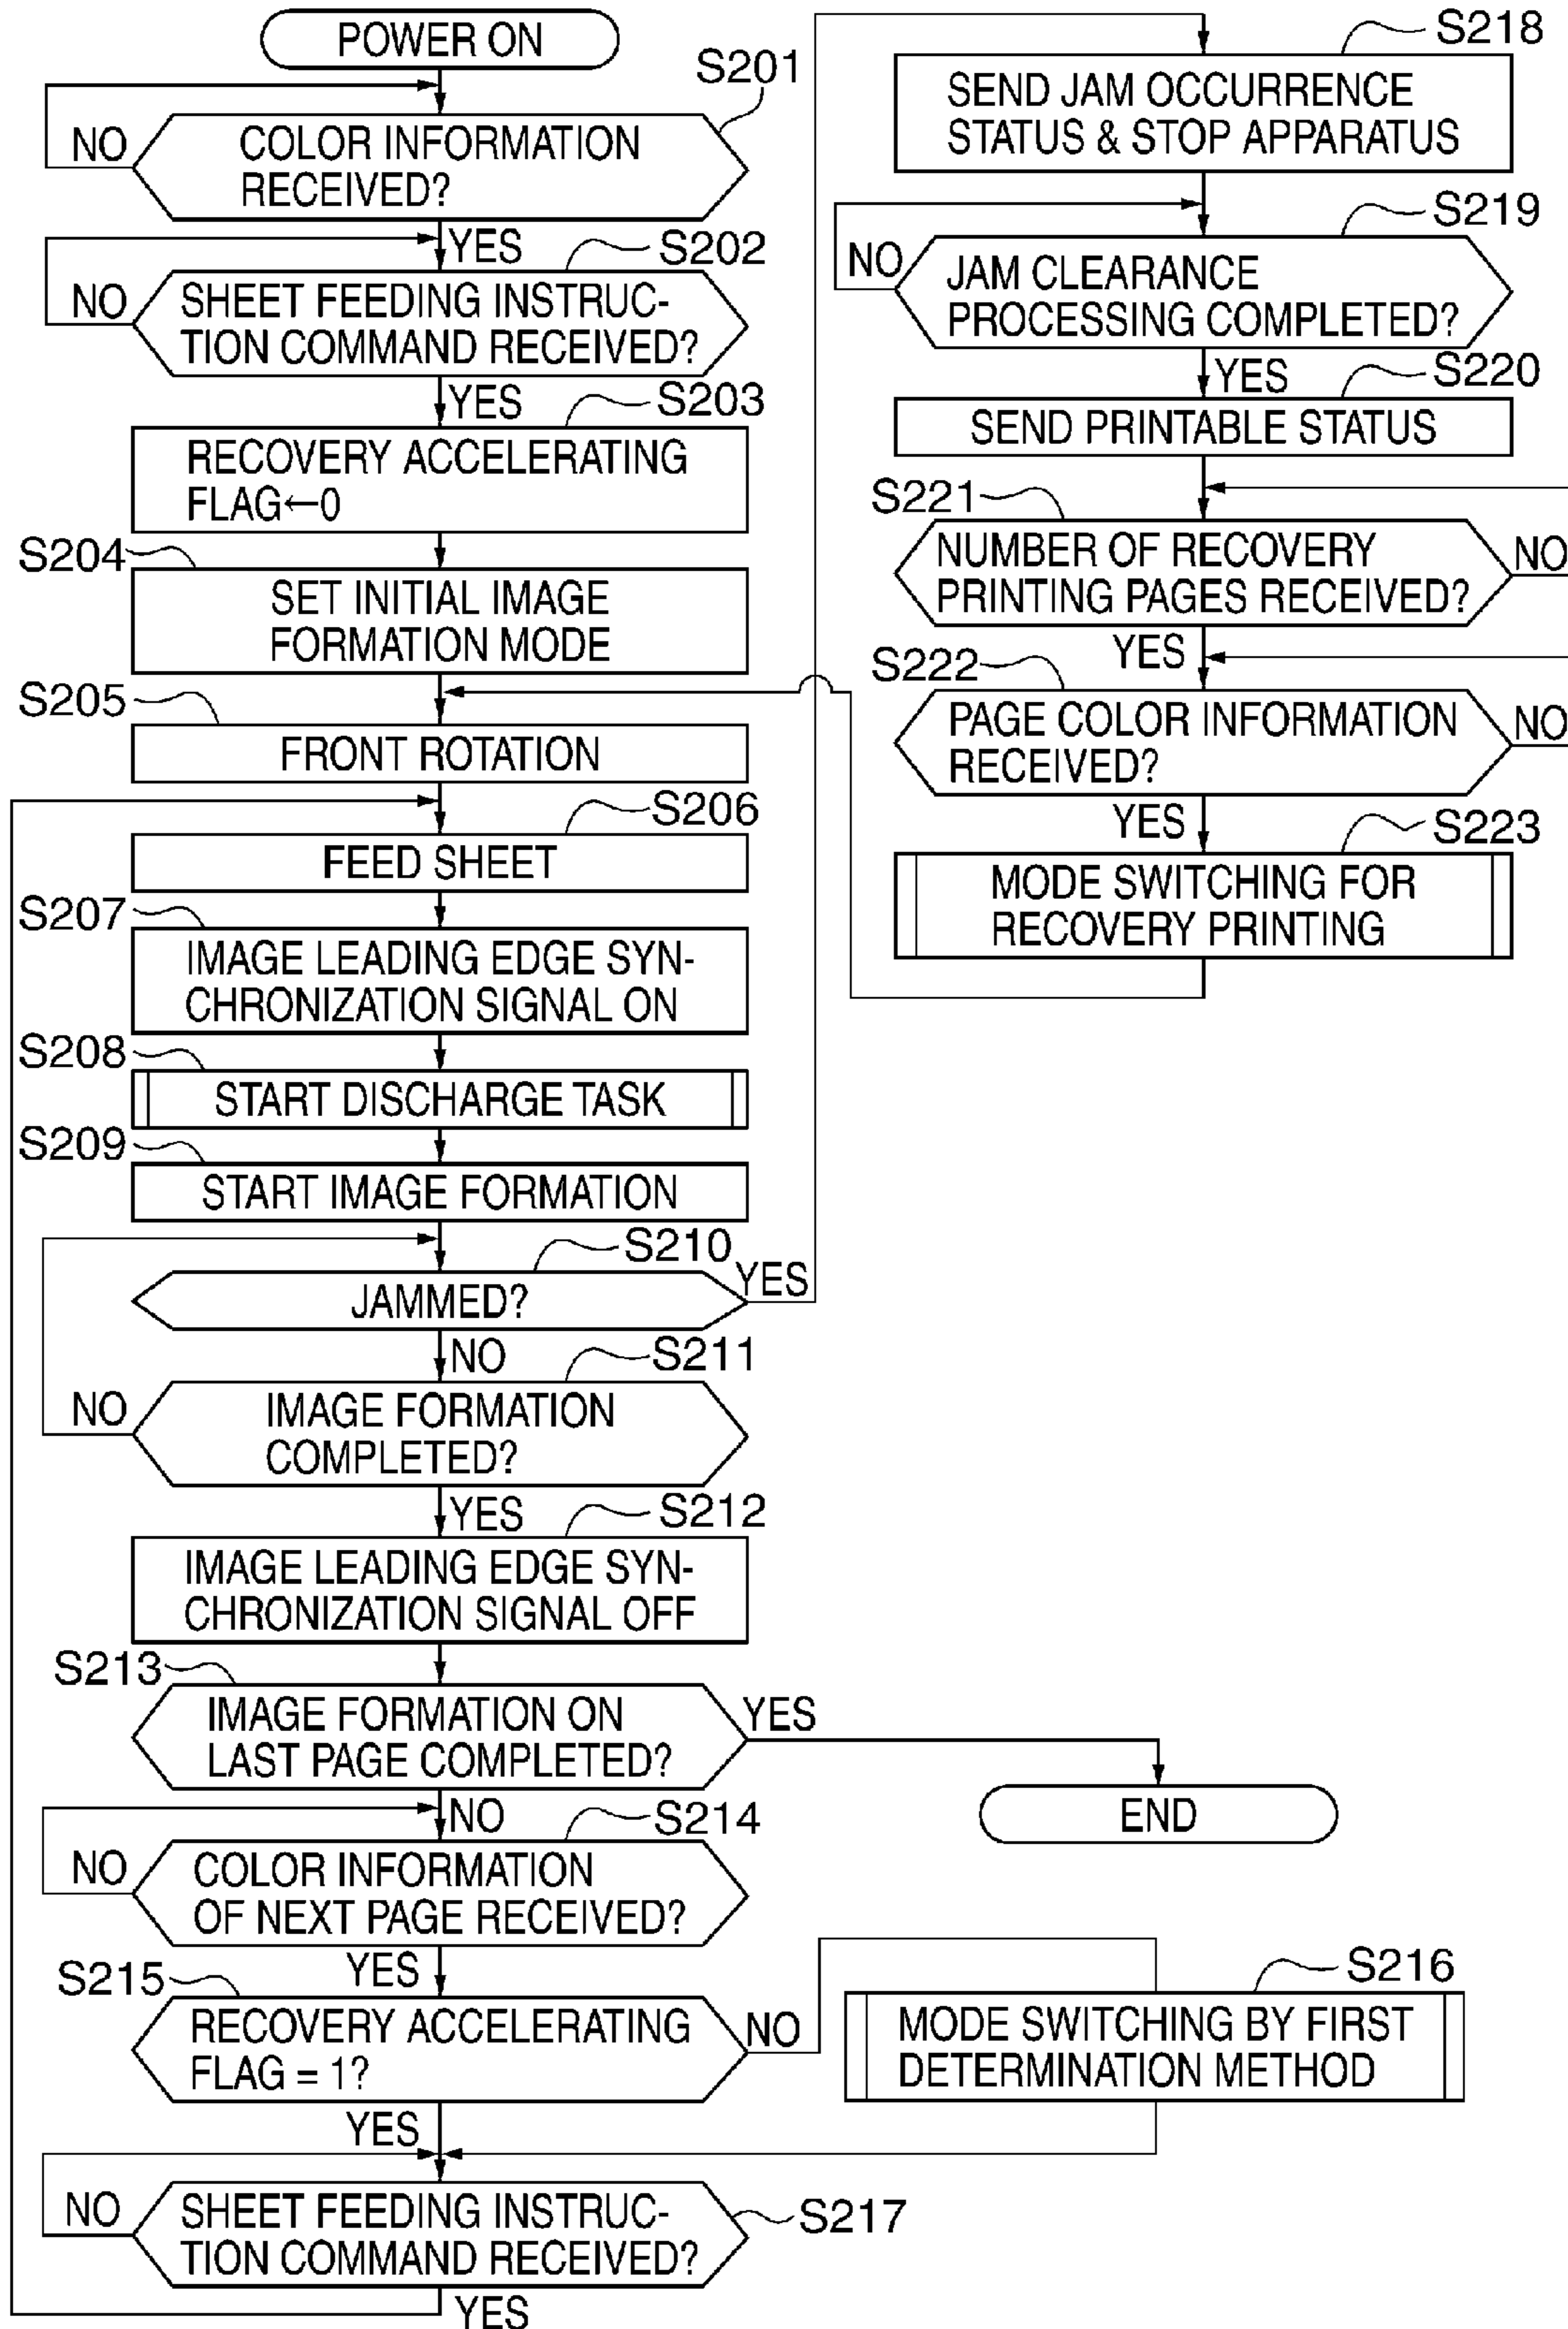 POWER ON
S201
COLOR INFORMATION
RECEIVED?
NO
YES
S202
SHEET FEEDING INSTRUC-
TION COMMAND RECEIVED?
NO
YES
S203
RECOVERY ACCELERATING
FLAG←0
S204
SET INITIAL IMAGE
FORMATION MODE
S205
FRONT ROTATION
S206
FEED SHEET
S207
IMAGE LEADING EDGE SYN-
CHRONIZATION SIGNAL ON
S208
START DISCHARGE TASK
S209
START IMAGE FORMATION
S210
JAMMED?
YES
NO
S211
IMAGE FORMATION
COMPLETED?
NO
YES
S212
IMAGE LEADING EDGE SYN-
CHRONIZATION SIGNAL OFF
S213
IMAGE FORMATION ON
LAST PAGE COMPLETED?
YES
END
NO
S214
COLOR INFORMATION
OF NEXT PAGE RECEIVED?
NO
YES
S215
RECOVERY ACCELERATING
FLAG = 1?
NO
S216
MODE SWITCHING BY FIRST
DETERMINATION METHOD
YES
S217
SHEET FEEDING INSTRUC-
TION COMMAND RECEIVED?
NO
YES
S218
SEND JAM OCCURRENCE
STATUS & STOP APPARATUS
S219
JAM CLEARANCE
PROCESSING COMPLETED?
NO
YES
S220
SEND PRINTABLE STATUS
S221
NUMBER OF RECOVERY
PRINTING PAGES RECEIVED?
NO
YES
S222
PAGE COLOR INFORMATION
RECEIVED?
NO
YES
S223
MODE SWITCHING FOR
RECOVERY PRINTING